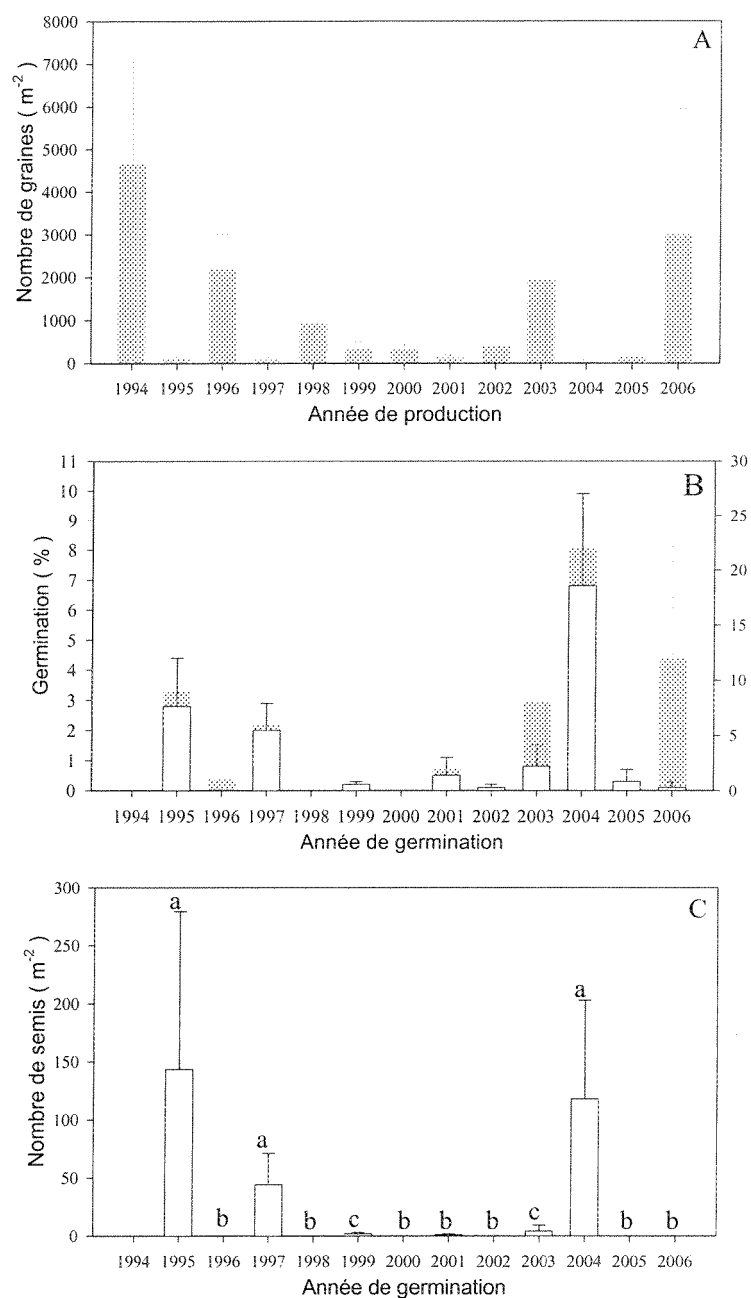 A
8000
7000
6000
5000
4000
3000
2000
1000
0
Nombre de graines ( m-2 )
1994 1995 1996 1997 1998 1999 2000 2001 2002 2003 2004 2005 2006
Année de production
B
11
10
9
8
7
6
5
4
3
2
1
0
Germination ( % )
30
25
20
15
10
5
0
1994 1995 1996 1997 1998 1999 2000 2001 2002 2003 2004 2005 2006
Année de germination
C
300
250
200
150
100
50
0
Nombre de semis ( m-2 )
a b a b c b b b c a b b
1994 1995 1996 1997 1998 1999 2000 2001 2002 2003 2004 2005 2006
Année de germination